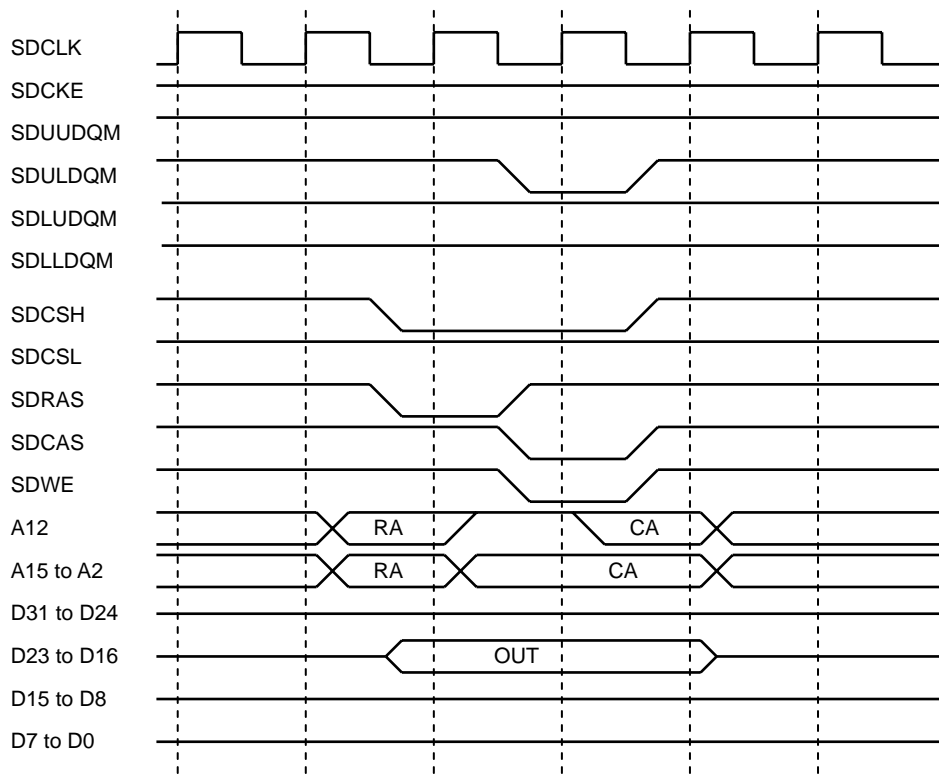 SDCLK
SDCKE
SDUUDQM
SDULDQM
SDLUDQM
SDLLDQM
SDCSH
SDCSL
SDRAS
SDCAS
SDWE
A12 RA CA
A15 to A2 RA CA
D31 to D24
D23 to D16 OUT
D15 to D8
D7 to D0